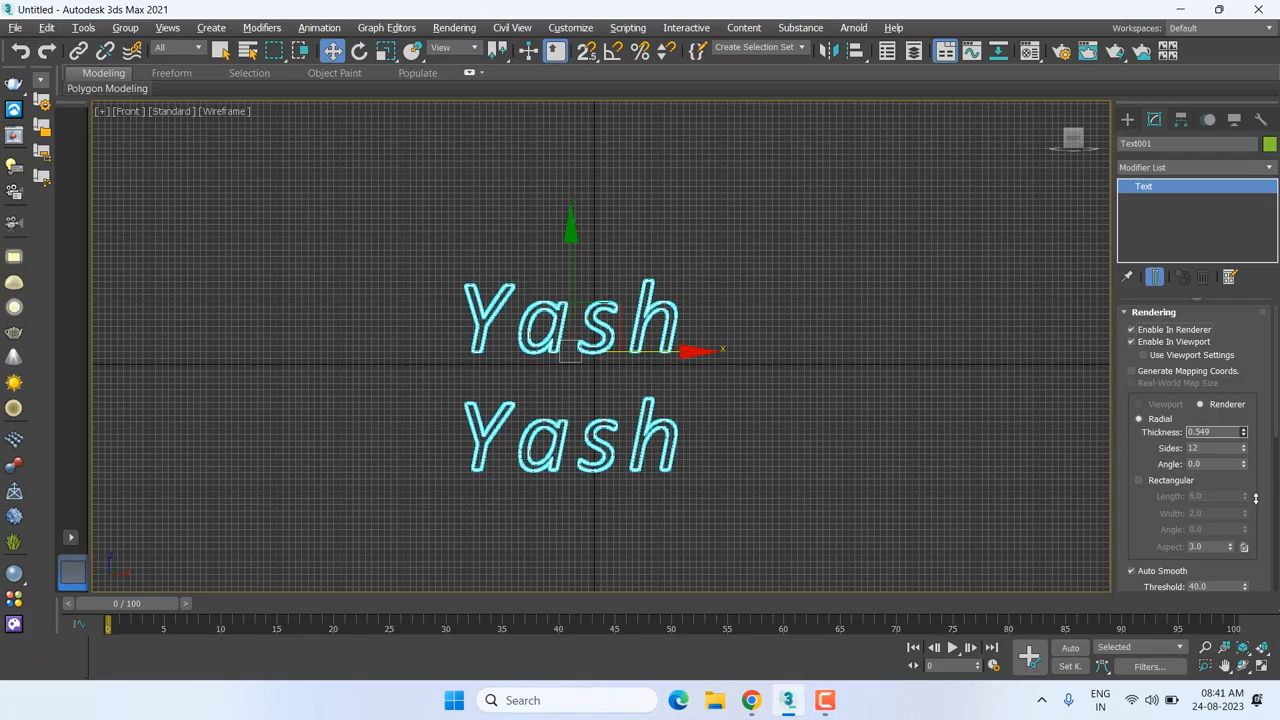 Untitled - Autodesk 3ds Max 2021
File Edit Tools Group Views Create Modifiers Animation Graph Editors Rendering Civil View Customize Scripting Interactive Content Substance Arnold Help Workspaces: Default
All View Create Selection Set
Modeling Freeform Selection Object Paint Populate
Polygon Modeling
[+] [Front ] [Standard ] [Wireframe ]
FRONT
Text001
Modifier List
Text
Yash
x
Yash
Rendering
Enable In Renderer
Enable In Viewport
Use Viewport Settings
Generate Mapping Coords.
Real-World Map Size
Viewport Renderer
Radial
Thickness: 0.549
Sides: 12
Angle: 0.0
Rectangular
Length: 6.0
Width: 2.0
Angle: 0.0
Aspect: 3.0
Auto Smooth
Threshold: 40.0
< 0 / 100 >
0 5 10 15 20 25 30 35 40 45 50 55 60 65 70 75 80 85 90 95 100
Auto Selected
0 Set K. Filters...
Search
ENG
IN
08:41 AM
24-08-2023